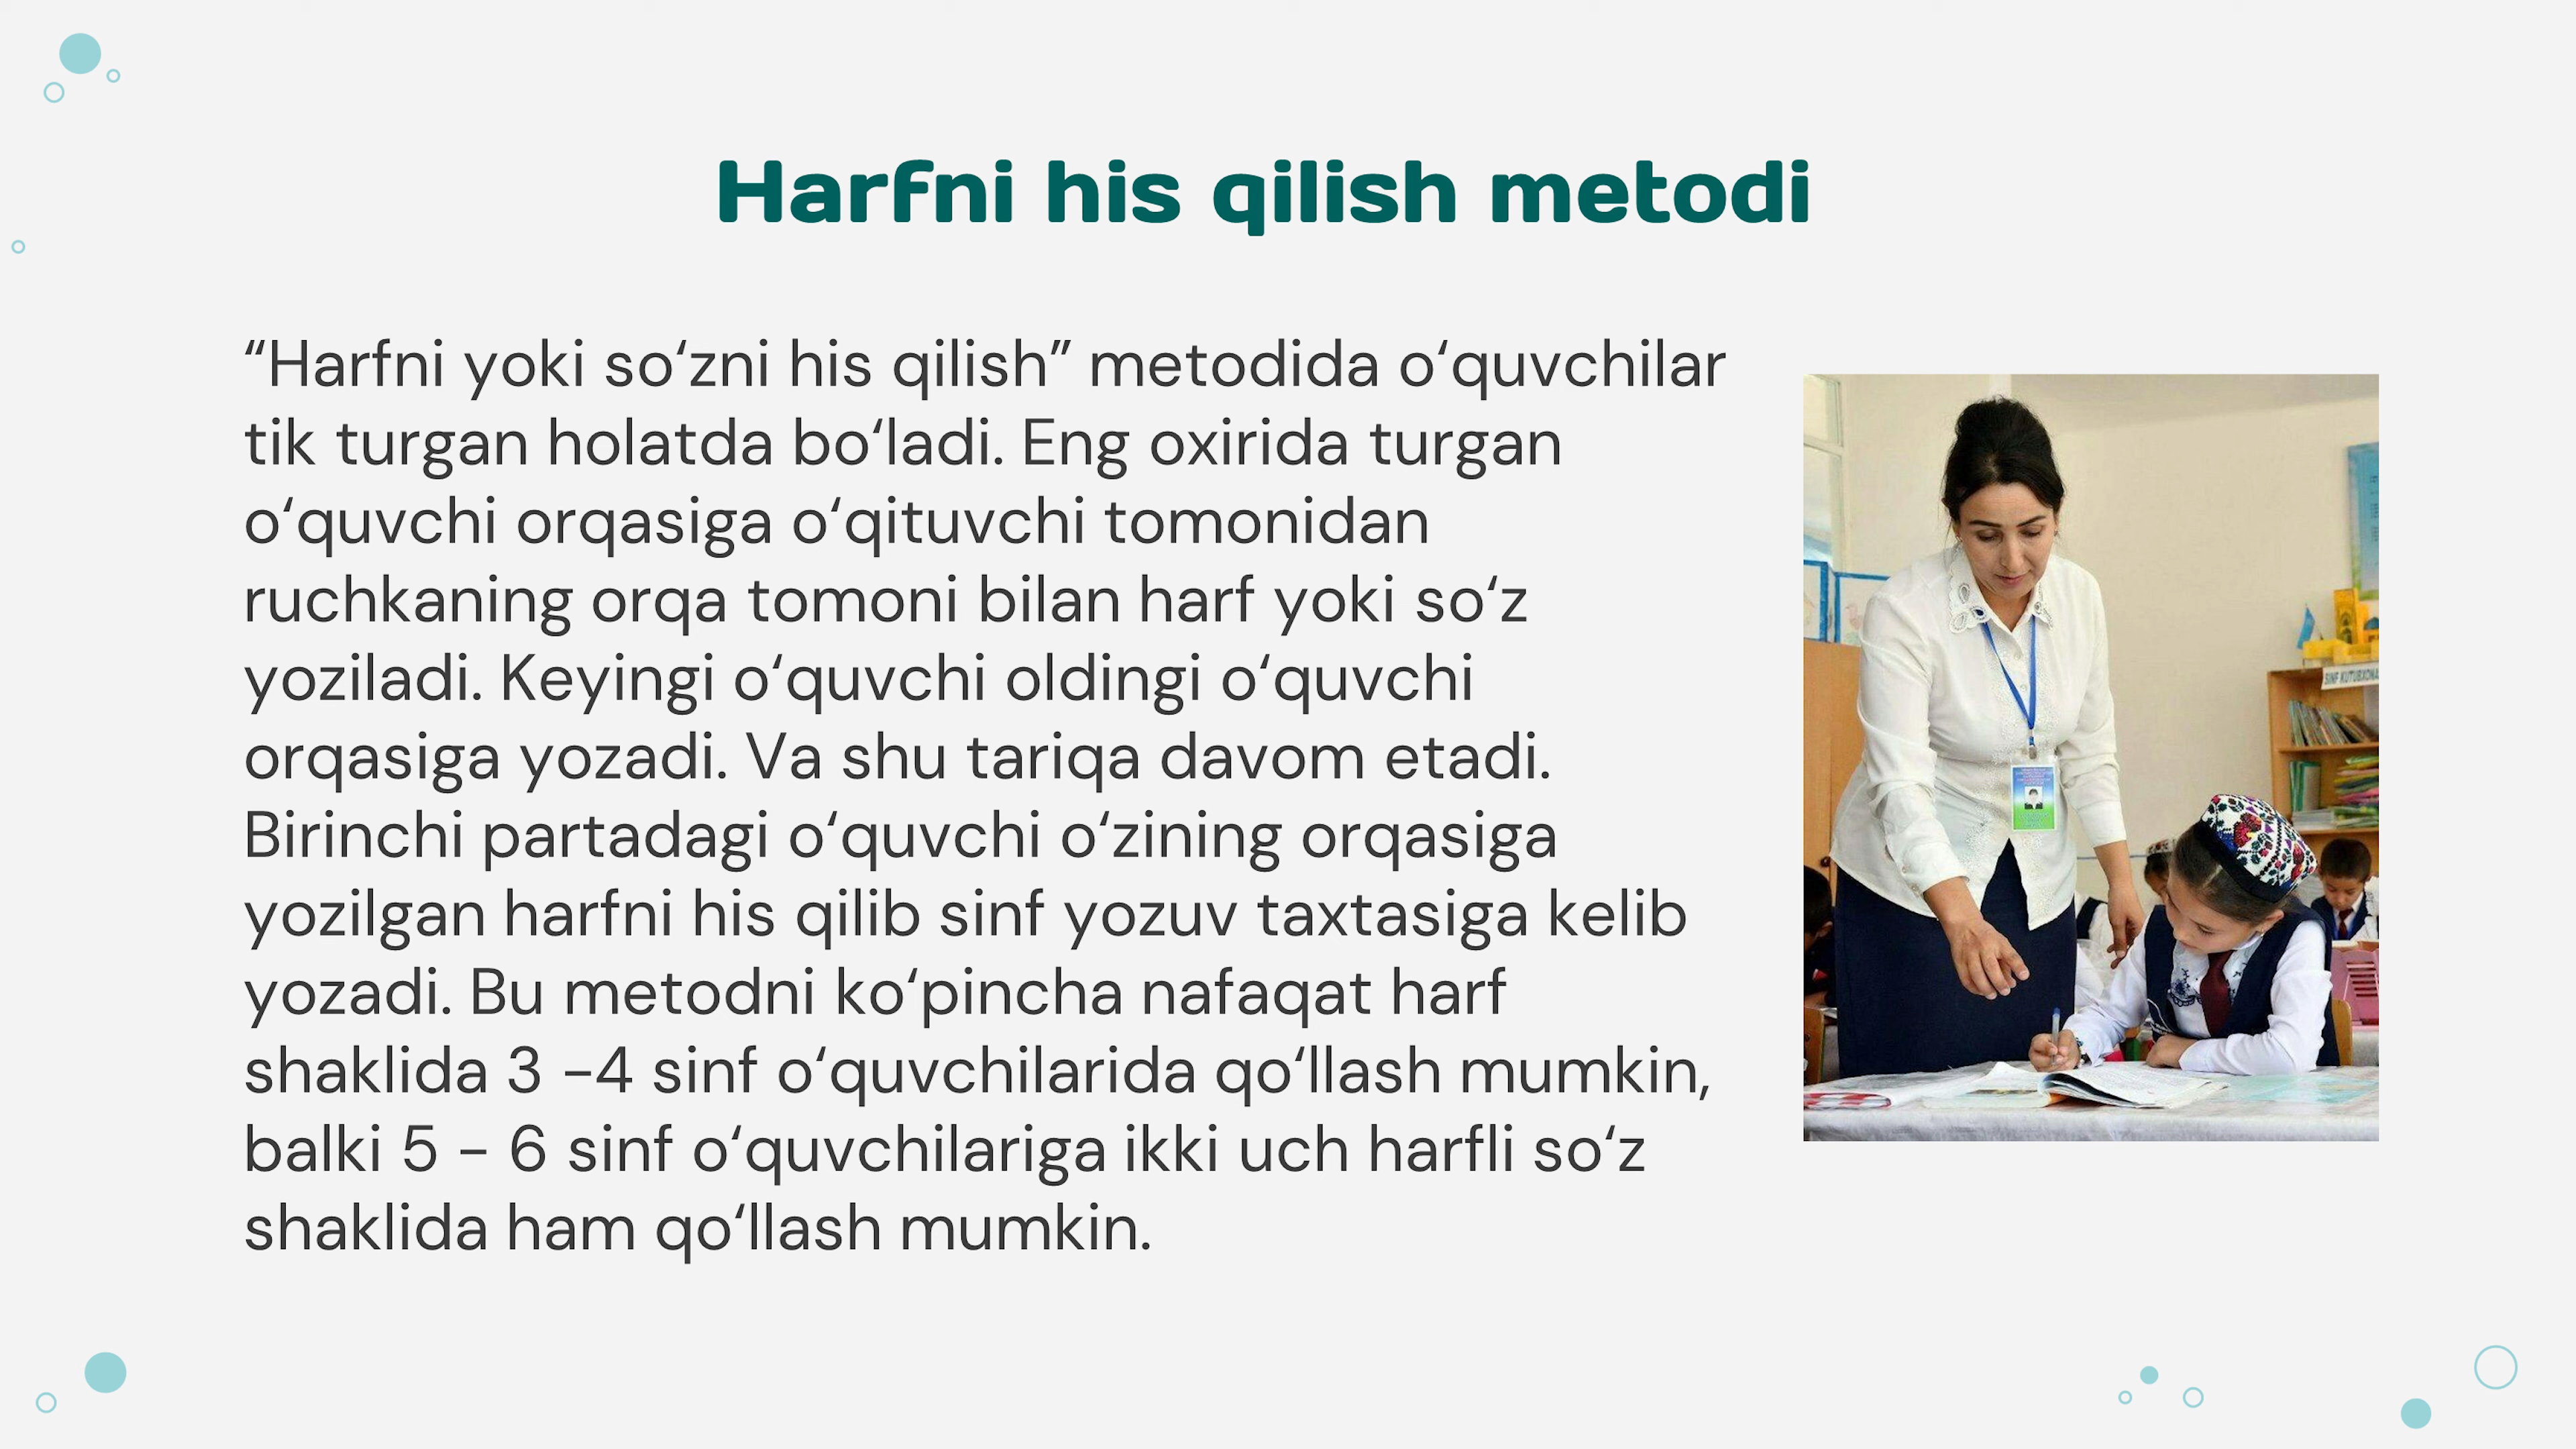 Harfni his qilish metodi
“Harfni yoki so‘zni his qilish” metodida o‘quvchilar
tik turgan holatda bo‘ladi. Eng oxirida turgan
o‘quvchi orqasiga o‘qituvchi tomonidan
ruchkaning orqa tomoni bilan harf yoki so‘z
yoziladi. Keyingi o‘quvchi oldingi o‘quvchi
orqasiga yozadi. Va shu tariqa davom etadi.
Birinchi partadagi o‘quvchi o‘zining orqasiga
yozilgan harfni his qilib sinf yozuv taxtasiga kelib
yozadi. Bu metodni ko‘pincha nafaqat harf
shaklida 3 –4 sinf o‘quvchilarida qo‘llash mumkin,
balki 5 – 6 sinf o‘quvchilariga ikki uch harfli so‘z
shaklida ham qo‘llash mumkin.
SINF